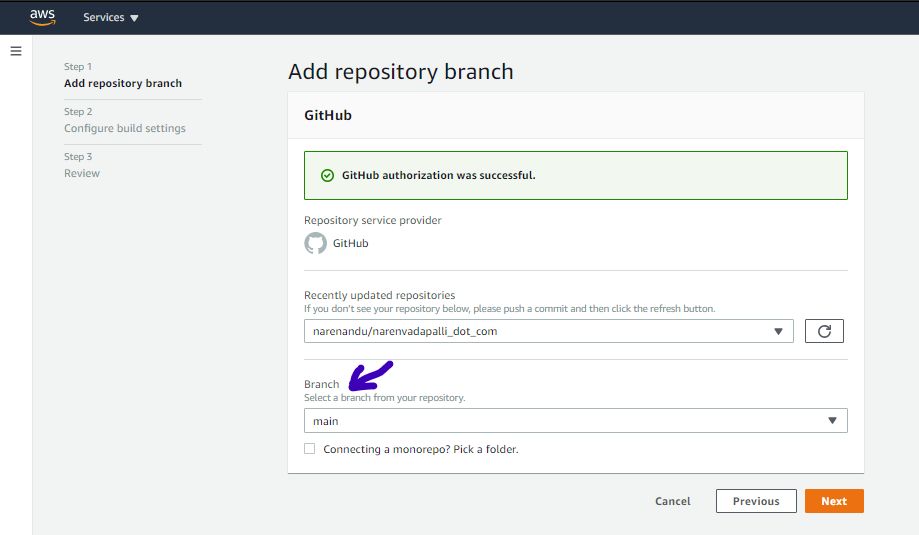 aws
Services
Step 1
Add repository branch
Step 2
Configure build settings
Step 3
Review
Add repository branch
GitHub
GitHub authorization was successful.
Repository service provider
GitHub
Recently updated repositories
If you don't see your repository below, please push a commit and then click the refresh button.
narenandu/narenvadapalli_dot_com
Branch
Select a branch from your repository.
main
Connecting a monorepo? Pick a folder.
Cancel
Previous
Next